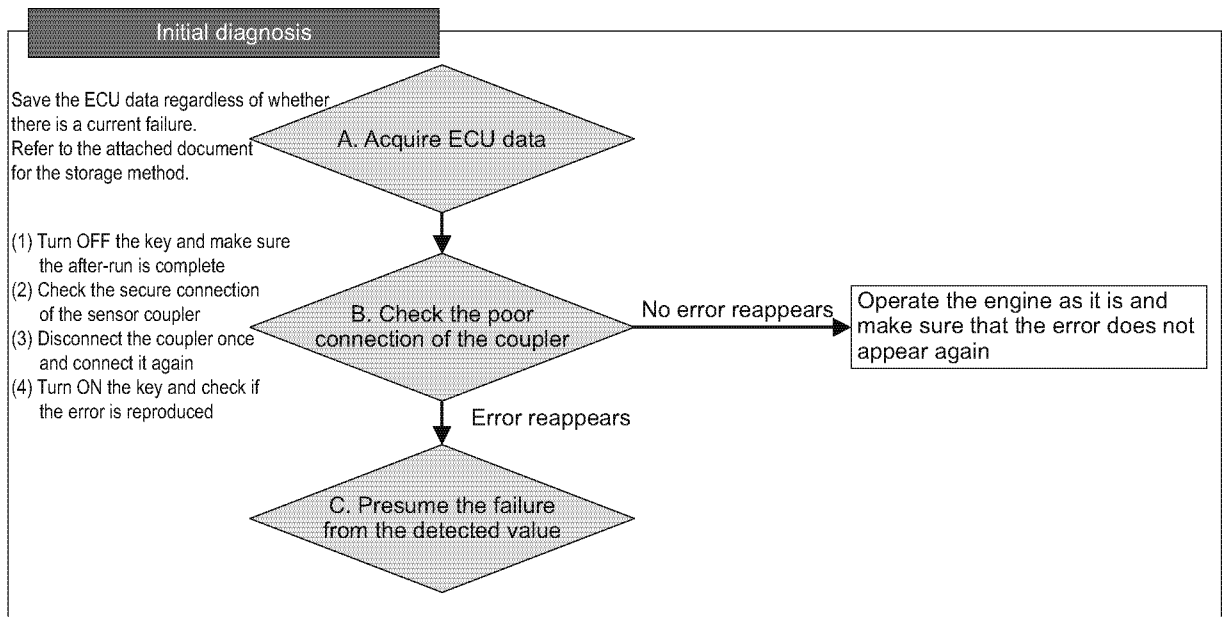 Initial diagnosis
Save the ECU data regardless of whether
there is a current failure.
Refer to the attached document
for the storage method.
A. Acquire ECU data
(1) Turn OFF the key and make sure
the after-run is complete
(2) Check the secure connection
of the sensor coupler
(3) Disconnect the coupler once
and connect it again
(4) Turn ON the key and check if
the error is reproduced
B. Check the poor
connection of the coupler
No error reappears
Operate the engine as it is and
make sure that the error does not
appear again
Error reappears
C. Presume the failure
from the detected value